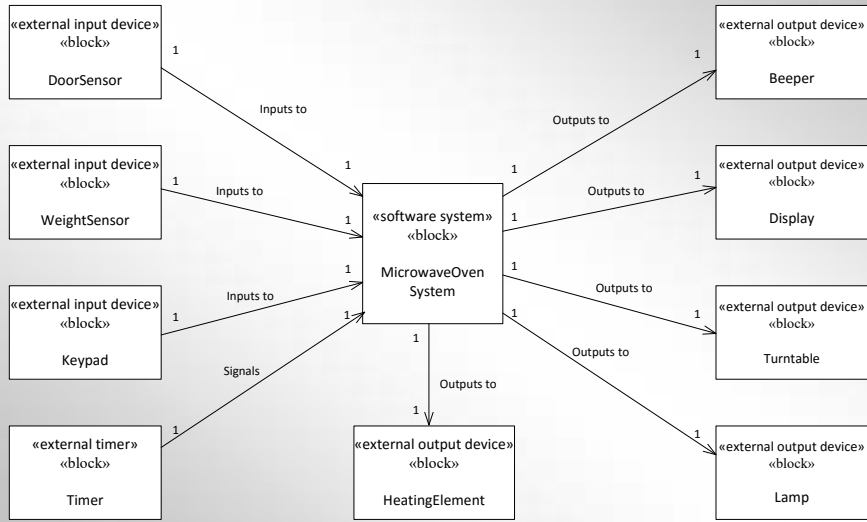 «external input device»
«block»
DoorSensor
1
Inputs to
1
«external input device»
«block»
WeightSensor
1
Inputs to
1
«external input device»
«block»
Keypad
1
Inputs to
1
«external timer»
«block»
Timer
1
Signals
1
«software system»
«block»
MicrowaveOven
System
1
Outputs to
1
«external output device»
«block»
HeatingElement
1
Outputs to
1
«external output device»
«block»
Beeper
1
Outputs to
1
«external output device»
«block»
Display
1
Outputs to
1
«external output device»
«block»
Turntable
1
Outputs to
1
«external output device»
«block»
Lamp